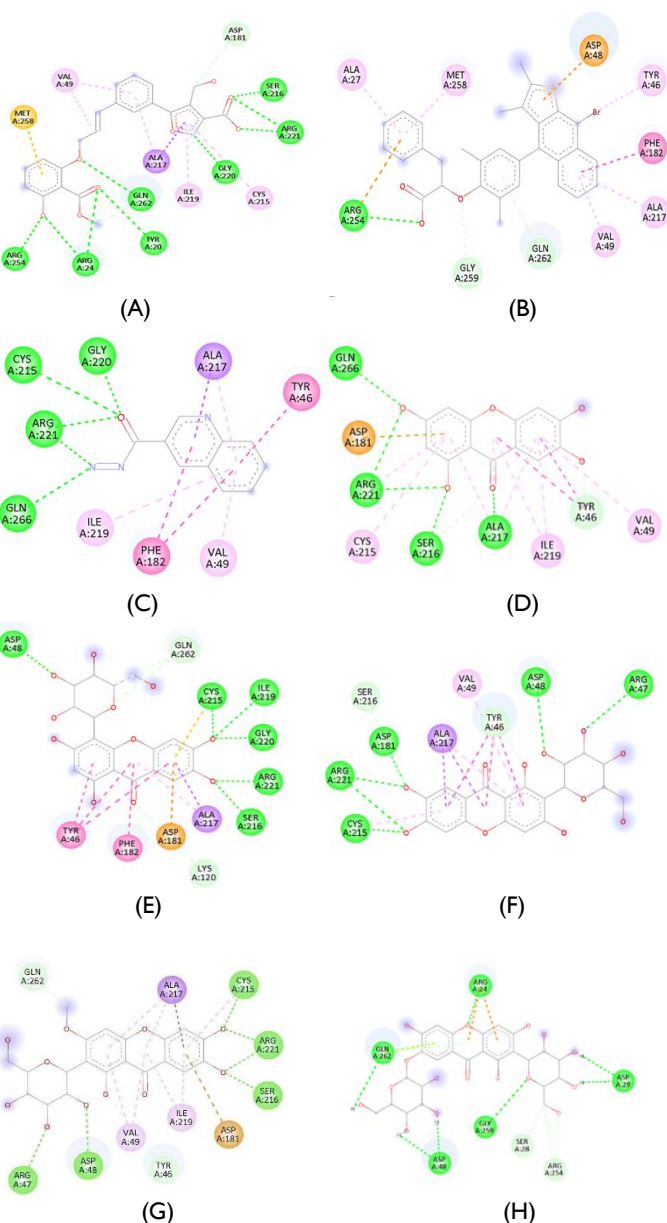 ASP
A:181
VAL
A:49
SER
A:216
MET
A:258
ARG
A:221
ALA
A:217
GLY
A:220
GLN
A:262
ILE
A:219
CYS
A:215
ARG
A:254
ARG
A:24
TYR
A:20
(A)
ASP
A:48
ALA
A:27
MET
A:258
TYR
A:46
Br
PHE
A:182
ARG
A:254
ALA
A:217
GLY
A:259
GLN
A:262
VAL
A:49
(B)
CYS
A:215
GLY
A:220
ALA
A:217
TYR
A:46
ARG
A:221
GLN
A:266
ILE
A:219
PHE
A:182
VAL
A:49
(C)
GLN
A:266
ASP
A:181
ARG
A:221
TYR
A:46
CYS
A:215
SER
A:216
ALA
A:217
ILE
A:219
VAL
A:49
(D)
ASP
A:48
GLN
A:262
CYS
A:215
ILE
A:219
GLY
A:220
ARG
A:221
TYR
A:46
PHE
A:182
ASP
A:181
ALA
A:217
SER
A:216
LYS
A:120
(E)
VAL
A:49
ASP
A:48
ARG
A:47
SER
A:216
TYR
A:46
ASP
A:181
ALA
A:217
ARG
A:221
CYS
A:215
(F)
GLN
A:262
ALA
A:217
CYS
A:215
ARG
A:221
SER
A:216
VAL
A:49
ILE
A:219
ASP
A:181
ARG
A:47
ASP
A:48
TYR
A:46
(G)
ARG
A:24
GLN
A:262
ASP
A:29
GLY
A:259
SER
A:28
ASP
A:48
ARG
A:254
(H)